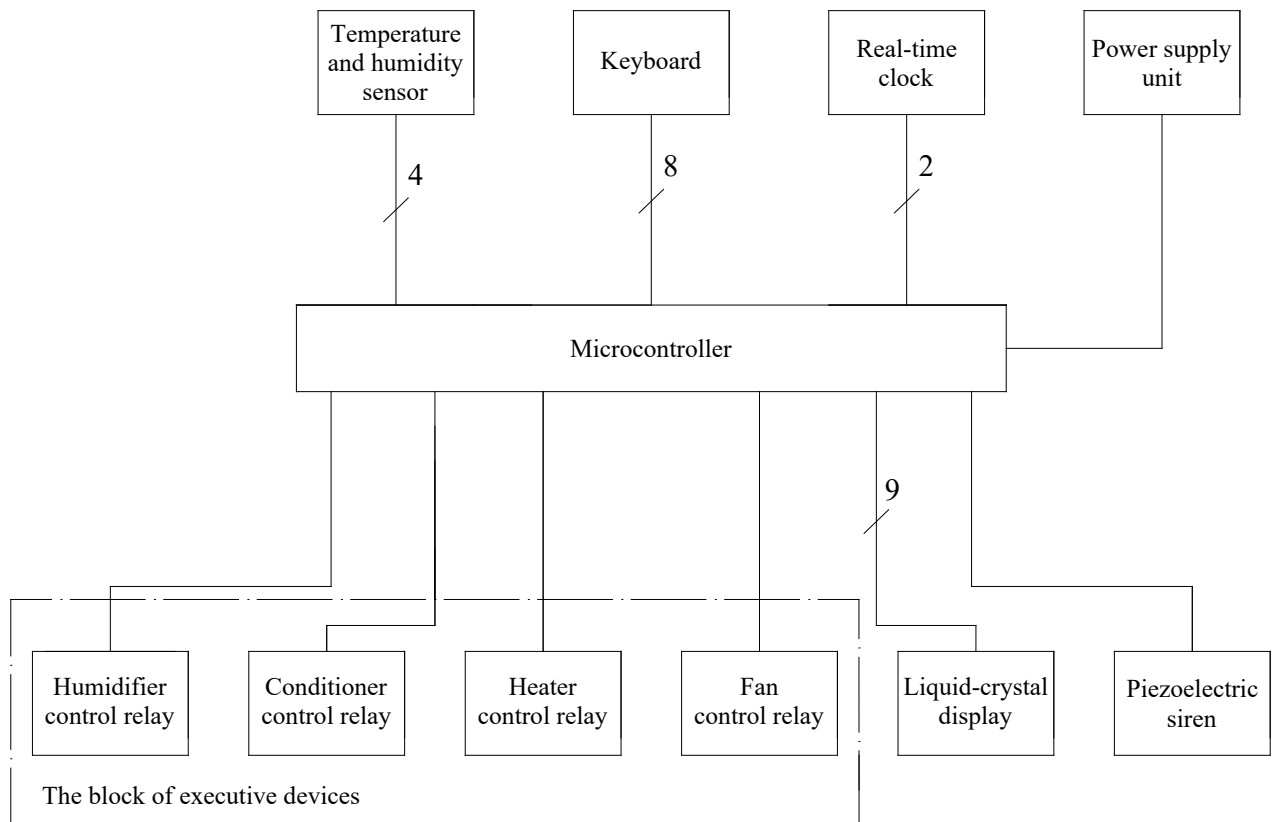 Temperature
and humidity
sensor
Keyboard
Real-time
clock
Power supply
unit
4
8
2
Microcontroller
9
Humidifier
control relay
Conditioner
control relay
Heater
control relay
Fan
control relay
Liquid-crystal
display
Piezoelectric
siren
The block of executive devices